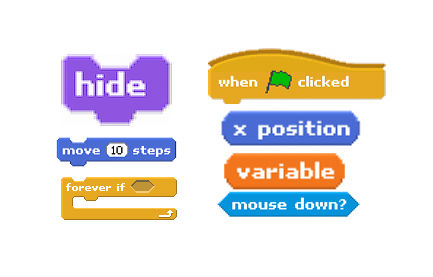 hide
move 10 steps
forever if
when clicked
x position
variable
mouse down?